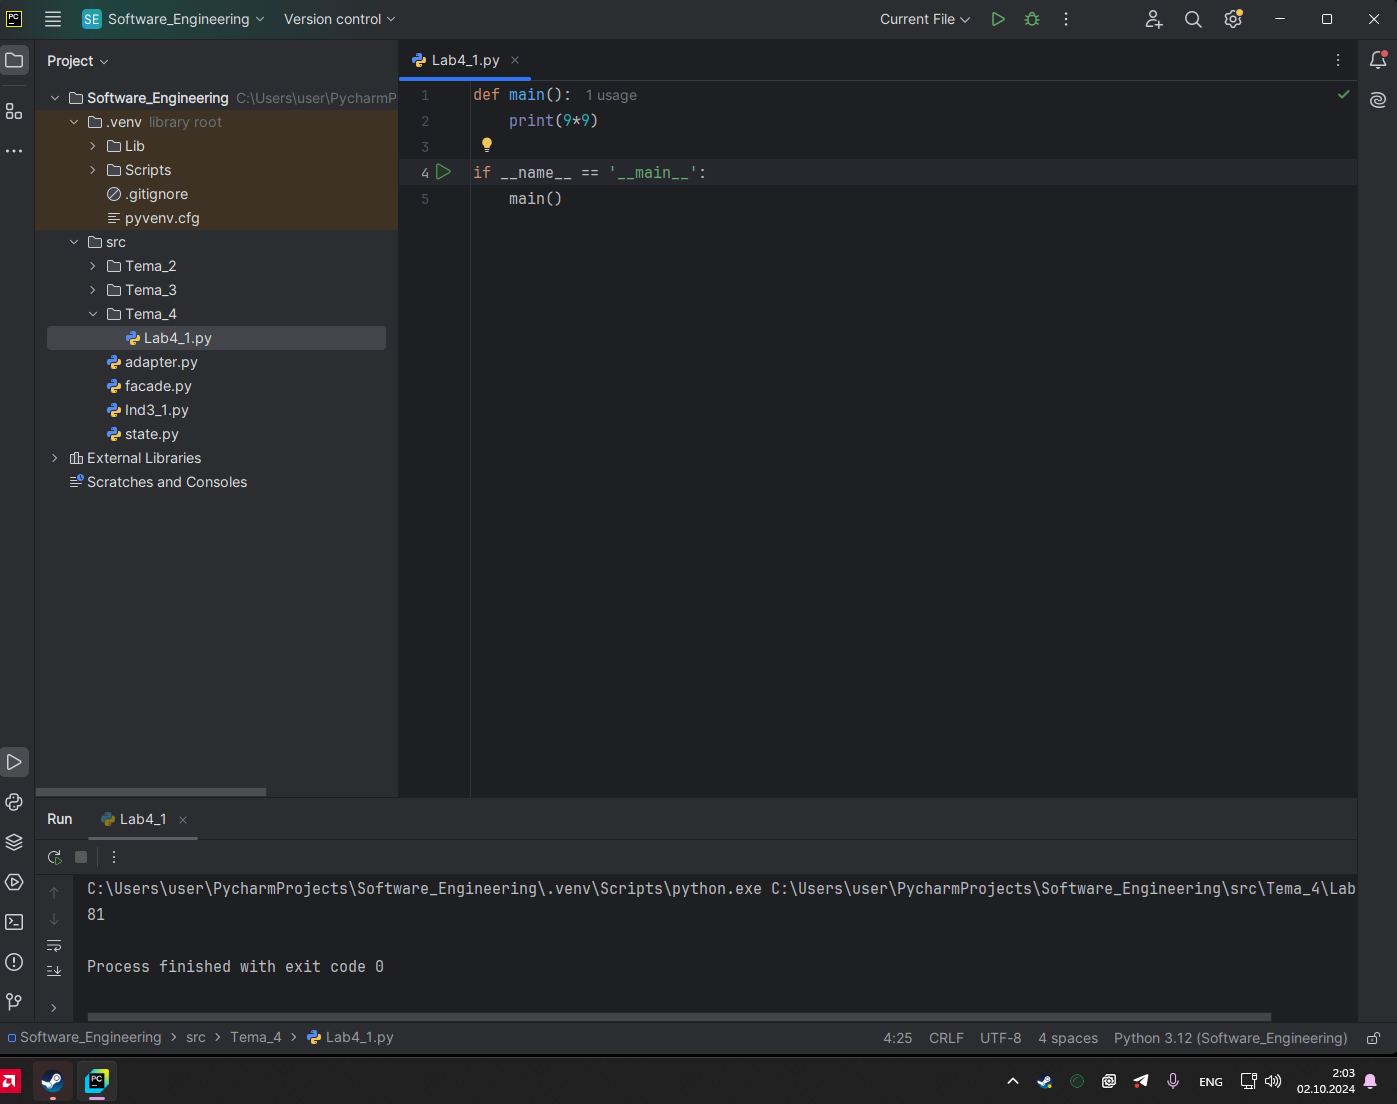 PC
SE Software_Engineering Version control Current File
Project
Lab4_1.py
Software_Engineering C:\Users\user\PycharmP
.venv library root
Lib
Scripts
.gitignore
pyvenv.cfg
src
Tema_2
Tema_3
Tema_4
Lab4_1.py
adapter.py
facade.py
Ind3_1.py
state.py
External Libraries
Scratches and Consoles
1 def main(): 1 usage
2 print(9*9)
3
4 if __name__ == '__main__':
5 main()
Run Lab4_1
C:\Users\user\PycharmProjects\Software_Engineering\.venv\Scripts\python.exe C:\Users\user\PycharmProjects\Software_Engineering\src\Tema_4\Lab
81
Process finished with exit code 0
Software_Engineering > src > Tema_4 > Lab4_1.py 4:25 CRLF UTF-8 4 spaces Python 3.12 (Software_Engineering)
PC ENG 2:03
02.10.2024